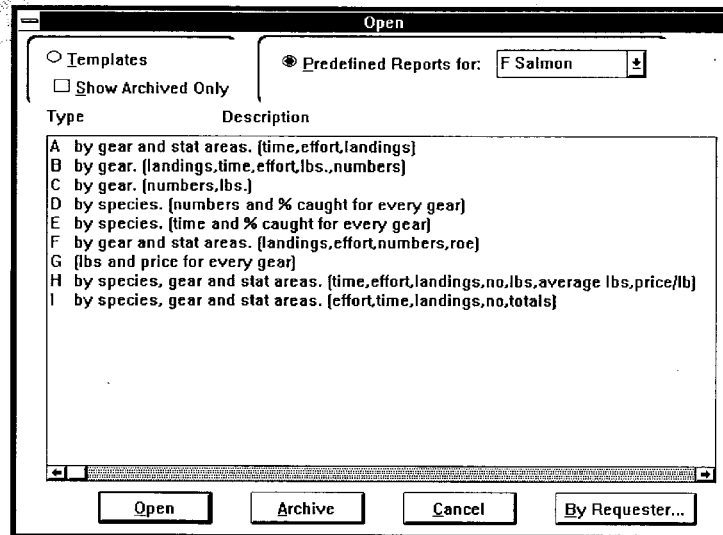 Open
Templates
Predefined Reports for: F Salmon
Show Archived Only
Type Description
A by gear and stat areas. (time,effort,landings)
B by gear. (landings,time,effort,lbs.,numbers)
C by gear. (numbers,lbs.)
D by species. (numbers and % caught for every gear)
E by species. (time and % caught for every gear)
F by gear and stat areas. (landings,effort,numbers,roe)
G (lbs and price for every gear)
H by species, gear and stat areas. (time,effort,landings,no,lbs,average lbs,price/lb)
I by species, gear and stat areas. (effort,time,landings,no,totals)
Open Archive Cancel By Requester...